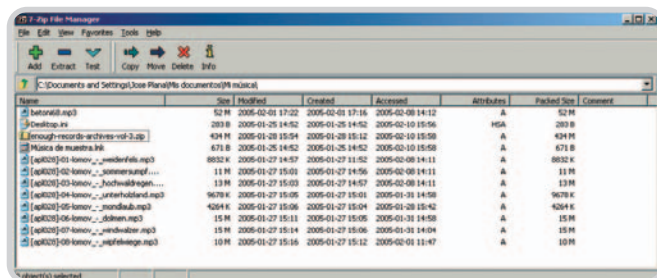 7-Zip File Manager
File Edit View Favorites Tools Help
Add Extract Test Copy Move Delete Info
C:\Documents and Settings\Jose Plana\Mis documentos\Mi música\
Name Size Modified Created Accessed Attributes Packed Size Comment
betoni68.mp3 52 M 2005-02-01 17:22 2005-02-01 17:16 2005-02-08 14:12 A 52 M
Desktop.ini 283 B 2005-01-25 14:52 2005-01-25 14:52 2005-02-10 15:56 HSA 283 B
enough-records-archives-vol-3.zip 434 M 2005-01-28 15:54 2005-01-28 15:12 2005-02-10 15:58 A 434 M
Música de muestra.lnk 671 B 2005-01-25 14:52 2005-01-25 14:52 2005-02-10 15:58 A 671 B
[apl028]-01-lomov_-_weidenfels.mp3 8832 K 2005-01-27 14:57 2005-01-27 11:52 2005-02-08 14:11 A 8832 K
[apl028]-02-lomov_-_sommersumpf.... 11 M 2005-01-27 15:01 2005-01-27 14:56 2005-02-08 14:11 A 11 M
[apl028]-03-lomov_-_hochwaldregen.... 13 M 2005-01-27 15:03 2005-01-27 14:57 2005-02-08 14:11 A 13 M
[apl028]-04-lomov_-_unterholzland.mp3 9678 K 2005-01-27 15:05 2005-01-27 15:01 2005-01-31 14:58 A 9678 K
[apl028]-05-lomov_-_mondlaub.mp3 4264 K 2005-01-27 15:06 2005-01-27 15:04 2005-01-28 15:42 A 4264 K
[apl028]-06-lomov_-_dolmen.mp3 15 M 2005-01-27 15:11 2005-01-27 15:05 2005-01-31 14:58 A 15 M
[apl028]-07-lomov_-_windwalzer.mp3 15 M 2005-01-27 15:14 2005-01-27 15:06 2005-01-31 14:04 A 15 M
[apl028]-08-lomov_-_wipfelwiege.mp3 10 M 2005-01-27 15:16 2005-01-27 15:12 2005-02-01 11:47 A 10 M
object(s) selected